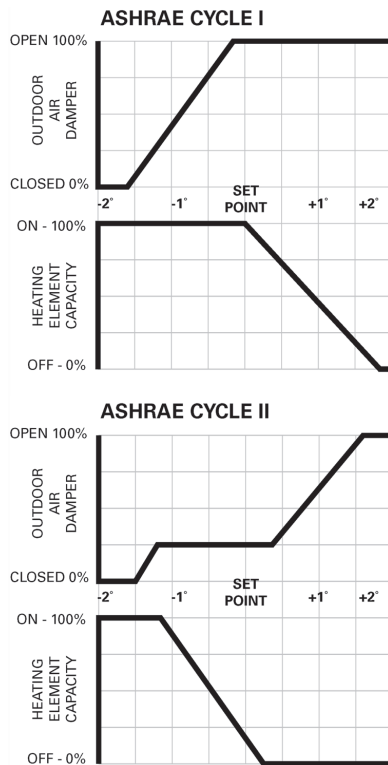 ASHRAE CYCLE I
OPEN 100%
OUTDOOR
AIR
DAMPER
CLOSED 0%
-2°
-1°
SET
POINT
+1°
+2°
ON - 100%
HEATING
ELEMENT
CAPACITY
OFF - 0%
ASHRAE CYCLE II
OPEN 100%
OUTDOOR
AIR
DAMPER
CLOSED 0%
-2°
-1°
SET
POINT
+1°
+2°
ON - 100%
HEATING
ELEMENT
CAPACITY
OFF - 0%